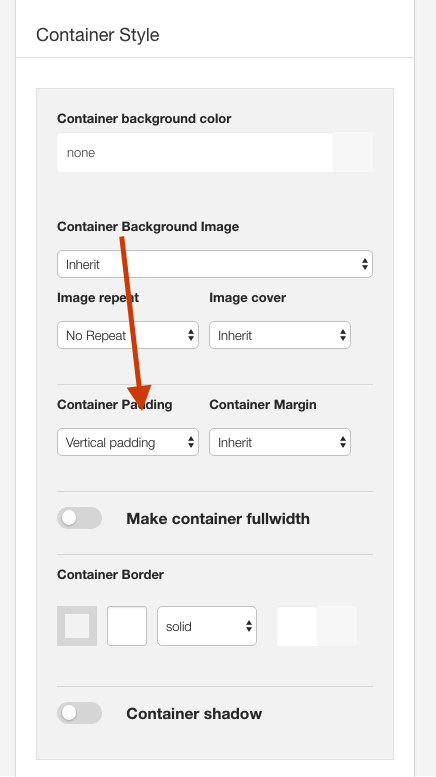 Container Style
Container background color
none
Container Background Image
Inherit
Image repeat Image cover
No Repeat Inherit
Container Padding Container Margin
Vertical padding Inherit
Make container fullwidth
Container Border
solid
Container shadow